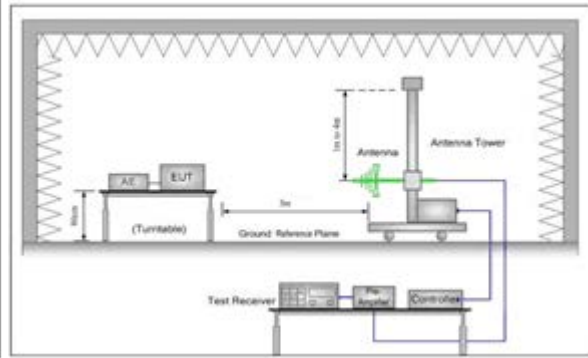 1m to 4m
Antenna
Antenna Tower
AE
EUT
80cm
(Turntable)
3m
Ground Reference Plane
Test Receiver
Pre-
Amplifier
Controller